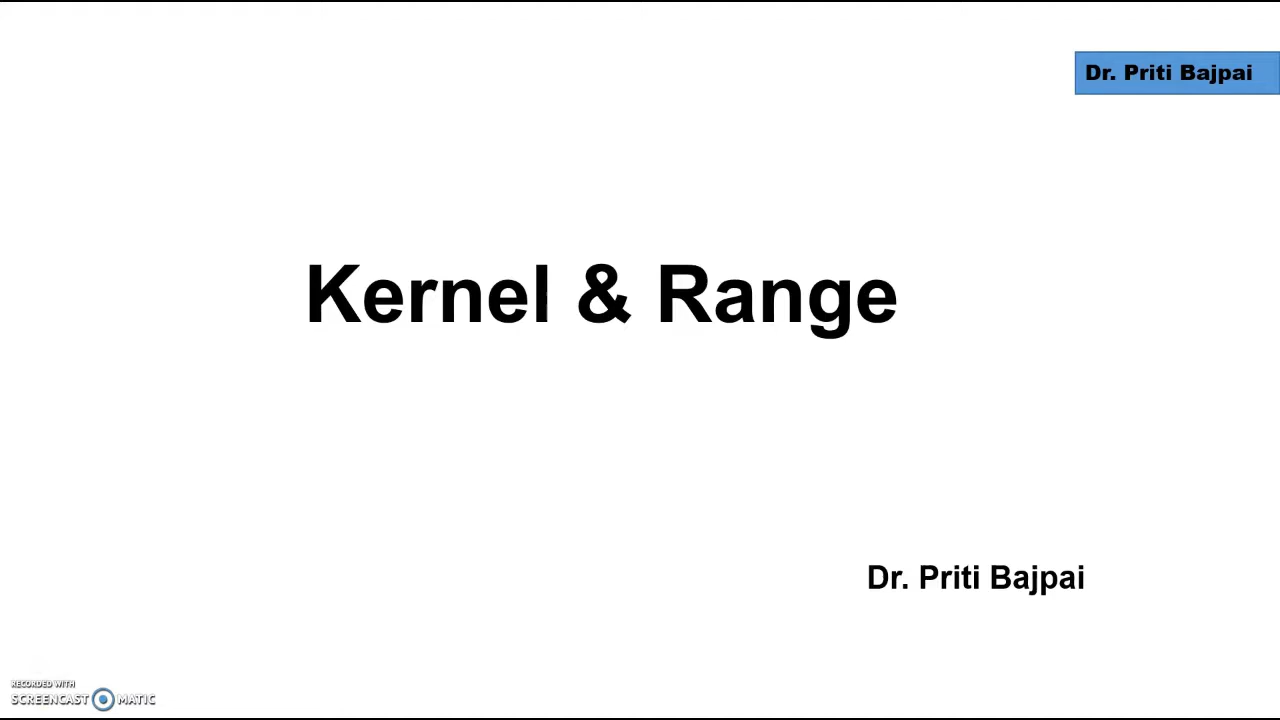 Dr. Priti Bajpai
Kernel & Range
Dr. Priti Bajpai
RECORDED WITH
SCREENCAST MATIC